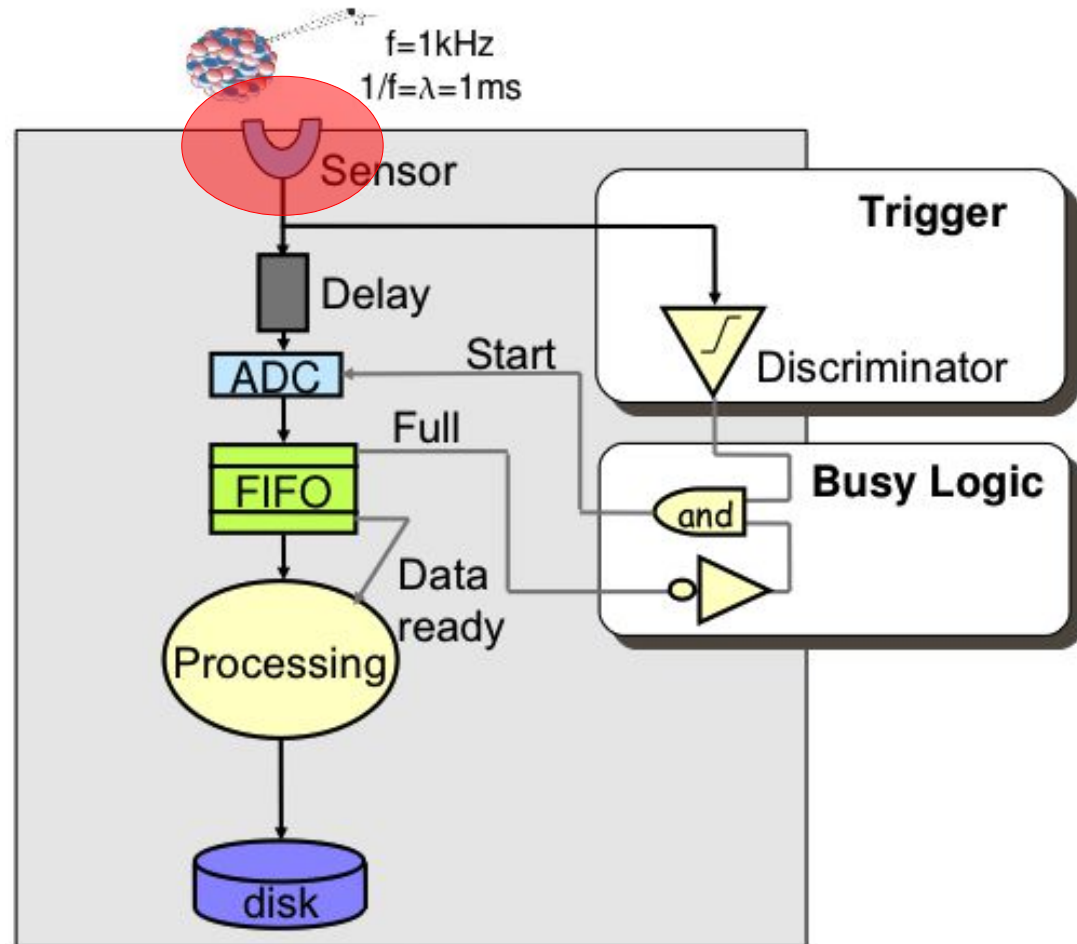 f=1kHz
1/f=λ=1ms
Sensor
Trigger
Delay
Discriminator
Start
ADC
Full
FIFO
Busy Logic
and
Data
ready
Processing
disk